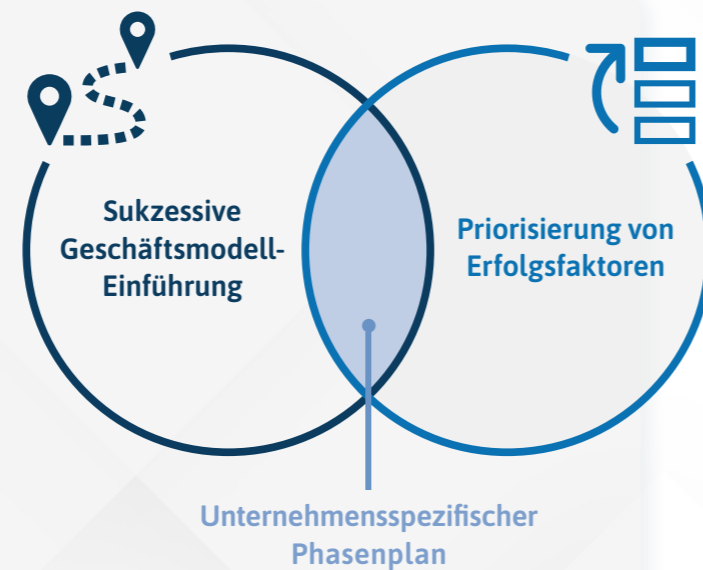 Sukzessive
Geschäftsmodell-
Einführung
Priorisierung von
Erfolgsfaktoren
Unternehmensspezifischer
Phasenplan